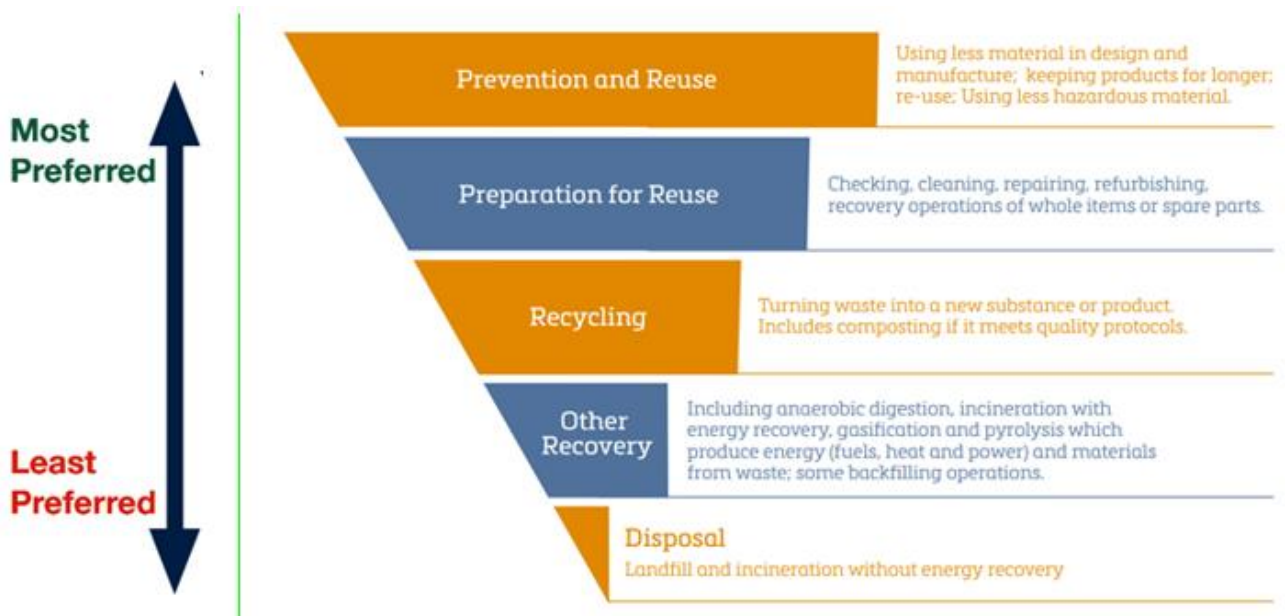 Most
Preferred
Least
Preferred
Prevention and Reuse
Using less material in design and
manufacture; keeping products for longer;
re-use; Using less hazardous material.
Preparation for Reuse
Checking, cleaning, repairing, refurbishing,
recovery operations of whole items or spare parts.
Recycling
Turning waste into a new substance or product.
Includes composting if it meets quality protocols.
Other
Recovery
Including anaerobic digestion, incineration with
energy recovery, gasification and pyrolysis which
produce energy (fuels, heat and power) and materials
from waste; some backfilling operations.
Disposal
Landfill and incineration without energy recovery